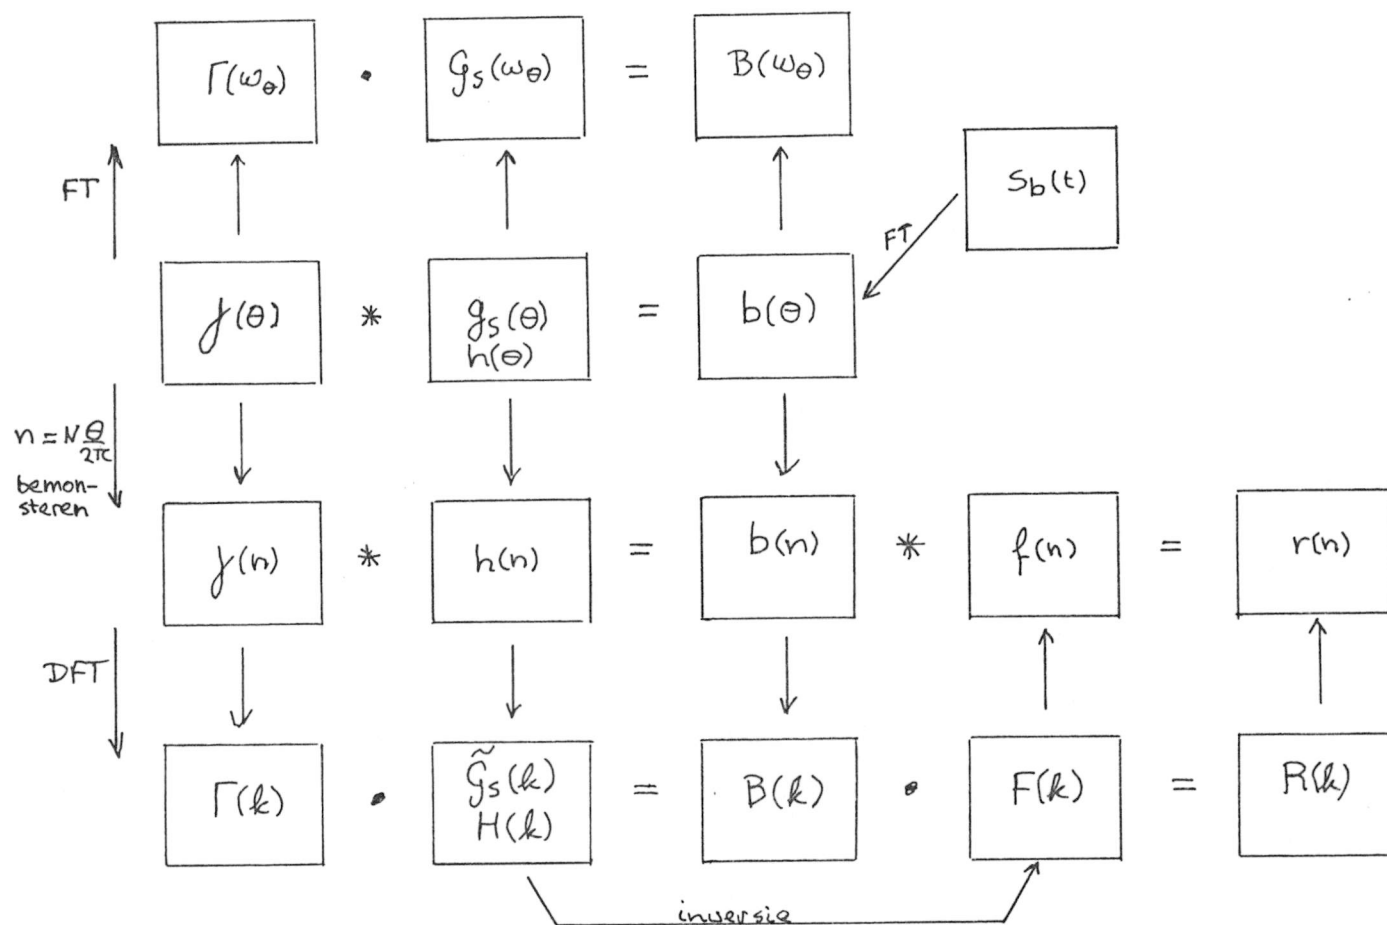 Γ(ω_θ) • G_s(ω_θ) = B(ω_θ)
FT
S_b(t)
FT
γ(θ) * g_s(θ) = b(θ)
h(θ)
n = N θ/2π
bemon-
steren
γ(n) * h(n) = b(n) * f(n) = r(n)
DFT
Γ(k) • G̃_s(k) = B(k) • F(k) = R(k)
H(k)
inversie